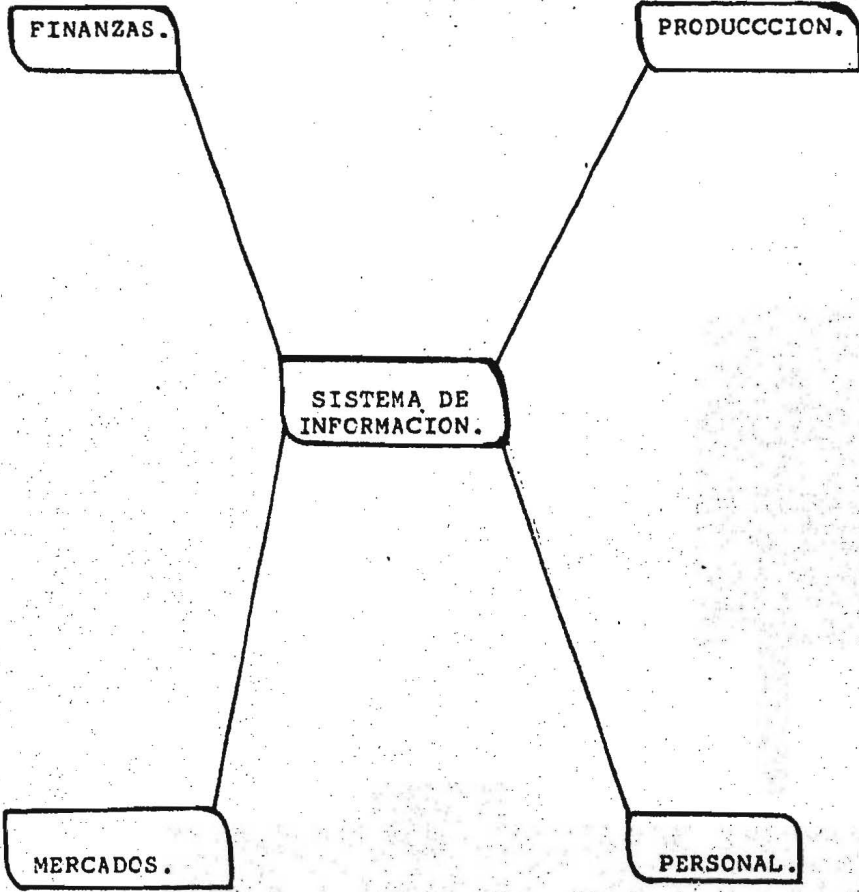 FINANZAS.
PRODUCCCION.
SISTEMA DE
INFORMACION.
MERCADOS.
PERSONAL.